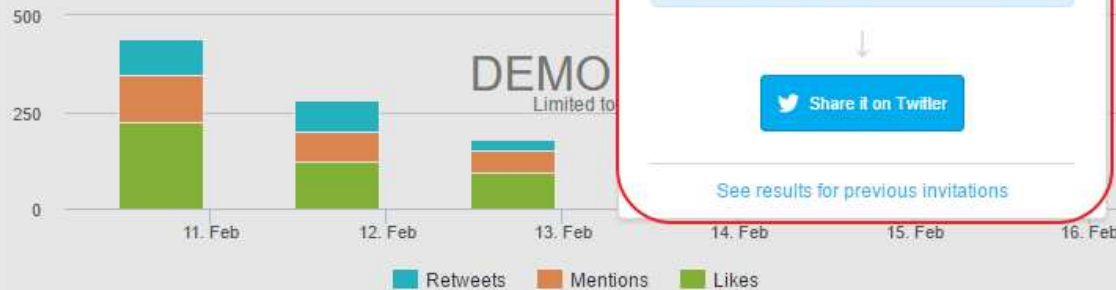 500
DEMO
Limited to
250
Share it on Twitter
See results for previous invitations
0
11. Feb
12. Feb
13. Feb
14. Feb
15. Feb
16. Feb
Retweets
Mentions
Likes